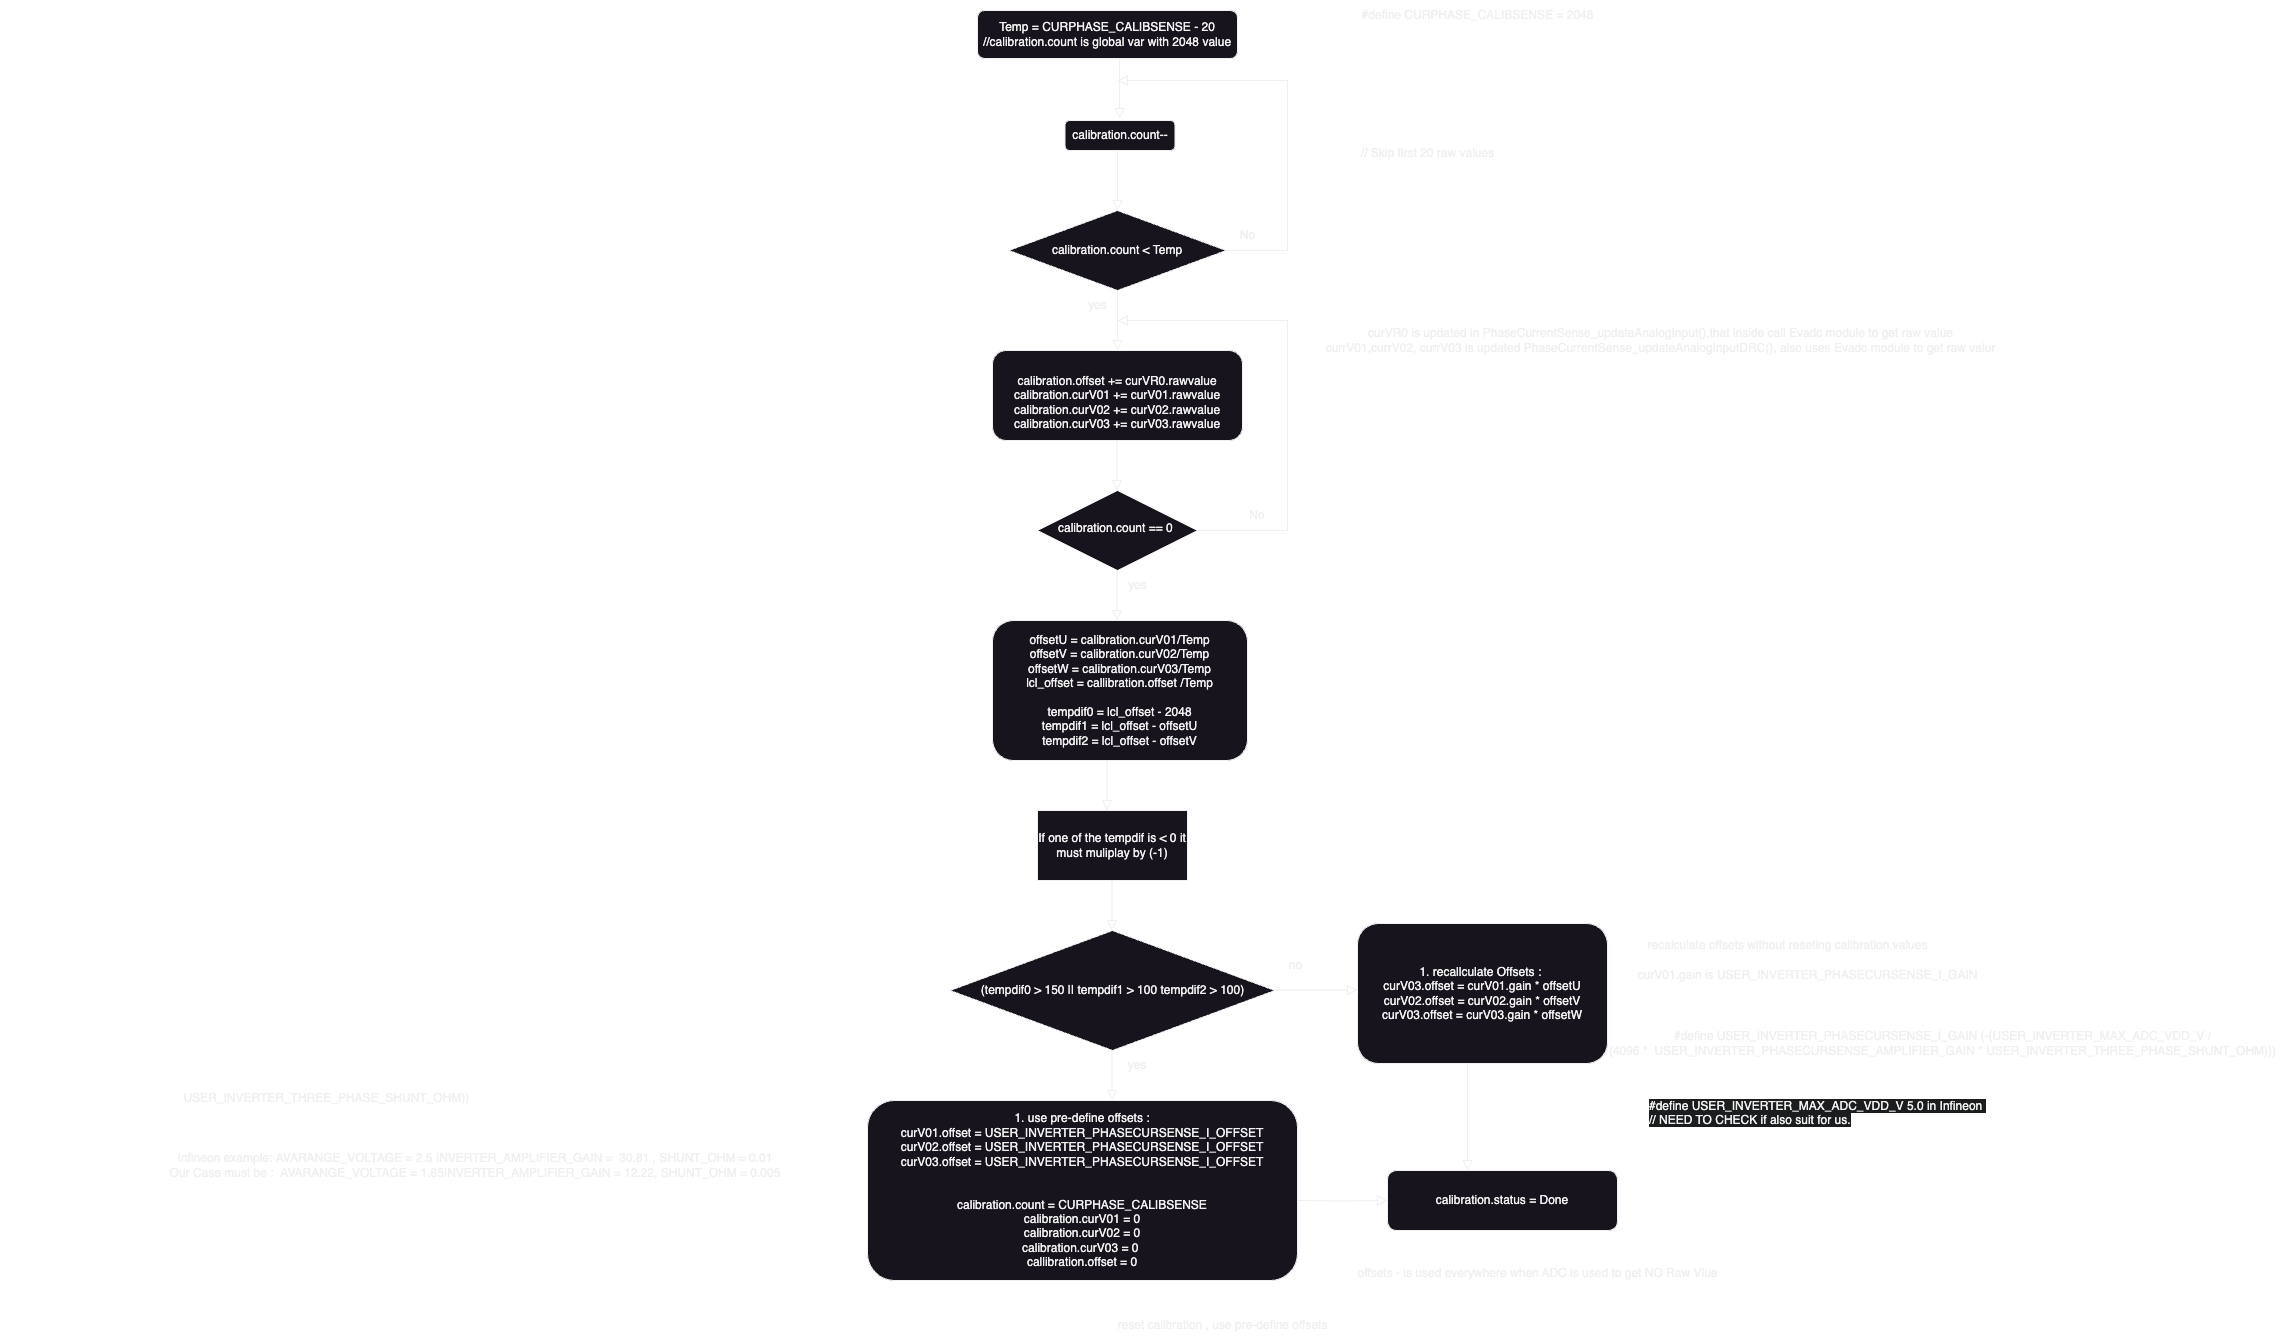 Temp = CURPHASE_CALIBSENSE - 20
//calibration.count is global var with 2048 value
#define CURPHASE_CALIBSENSE = 2048
calibration.count--
// Skip first 20 raw values
calibration.count < Temp
No
yes
curVR0 is updated in PhaseCurrentSense_updateAnalogInput(),that inside call Evadc module to get raw value
currV01,currV02, currV03 is updated PhaseCurrentSense_updateAnalogInputDRC(), also uses Evadc module to get raw valur
calibration.offset += curVR0.rawvalue
calibration.curV01 += curV01.rawvalue
calibration.curV02 += curV02.rawvalue
calibration.curV03 += curV03.rawvalue
calibration.count == 0
No
yes
offsetU = calibration.curV01/Temp
offsetV = calibration.curV02/Temp
offsetW = calibration.curV03/Temp
lcl_offset = callibration.offset /Temp
tempdif0 = lcl_offset - 2048
tempdif1 = lcl_offset - offsetU
tempdif2 = lcl_offset - offsetV
If one of the tempdif is < 0 it
must muliplay by (-1)
(tempdif0 > 150 || tempdif1 > 100 tempdif2 > 100)
no
yes
1. recallculate Offsets :
curV03.offset = curV01.gain * offsetU
curV02.offset = curV02.gain * offsetV
curV03.offset = curV03.gain * offsetW
recalculate offsets without reseting calibration values
curV01.gain is USER_INVERTER_PHASECURSENSE_I_GAIN
#define USER_INVERTER_PHASECURSENSE_I_GAIN (-(USER_INVERTER_MAX_ADC_VDD_V /
(4096 * USER_INVERTER_PHASECURSENSE_AMPLIFIER_GAIN * USER_INVERTER_THREE_PHASE_SHUNT_OHM)))
#define USER_INVERTER_MAX_ADC_VDD_V 5.0 in Infineon
// NEED TO CHECK if also suit for us.
USER_INVERTER_THREE_PHASE_SHUNT_OHM))
Infineon example: AVARANGE_VOLTAGE = 2.5 INVERTER_AMPLIFIER_GAIN = 30.81 , SHUNT_OHM = 0.01
Our Case must be : AVARANGE_VOLTAGE = 1.65INVERTER_AMPLIFIER_GAIN = 12.22, SHUNT_OHM = 0.005
1. use pre-define offsets :
curV01.offset = USER_INVERTER_PHASECURSENSE_I_OFFSET
curV02.offset = USER_INVERTER_PHASECURSENSE_I_OFFSET
curV03.offset = USER_INVERTER_PHASECURSENSE_I_OFFSET
calibration.count = CURPHASE_CALIBSENSE
calibration.curV01 = 0
calibration.curV02 = 0
calibration.curV03 = 0
callibration.offset = 0
calibration.status = Done
offsets - is used everywhere when ADC is used to get NO Raw Vlue
reset calibration , use pre-define offsets